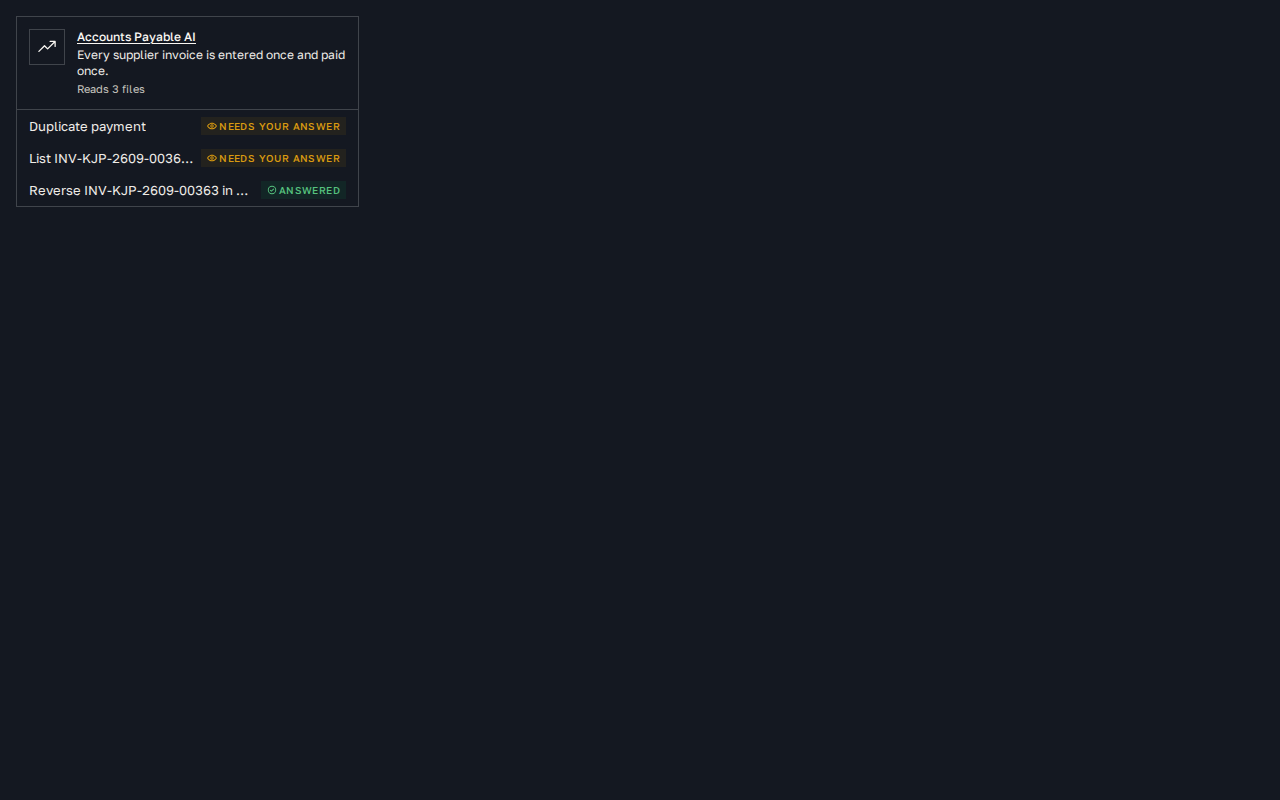 Accounts Payable AI
Every supplier invoice is entered once and paid
once.
Reads 3 files
Duplicate payment NEEDS YOUR ANSWER
List INV-KJP-2609-0036... NEEDS YOUR ANSWER
Reverse INV-KJP-2609-00363 in ... ANSWERED